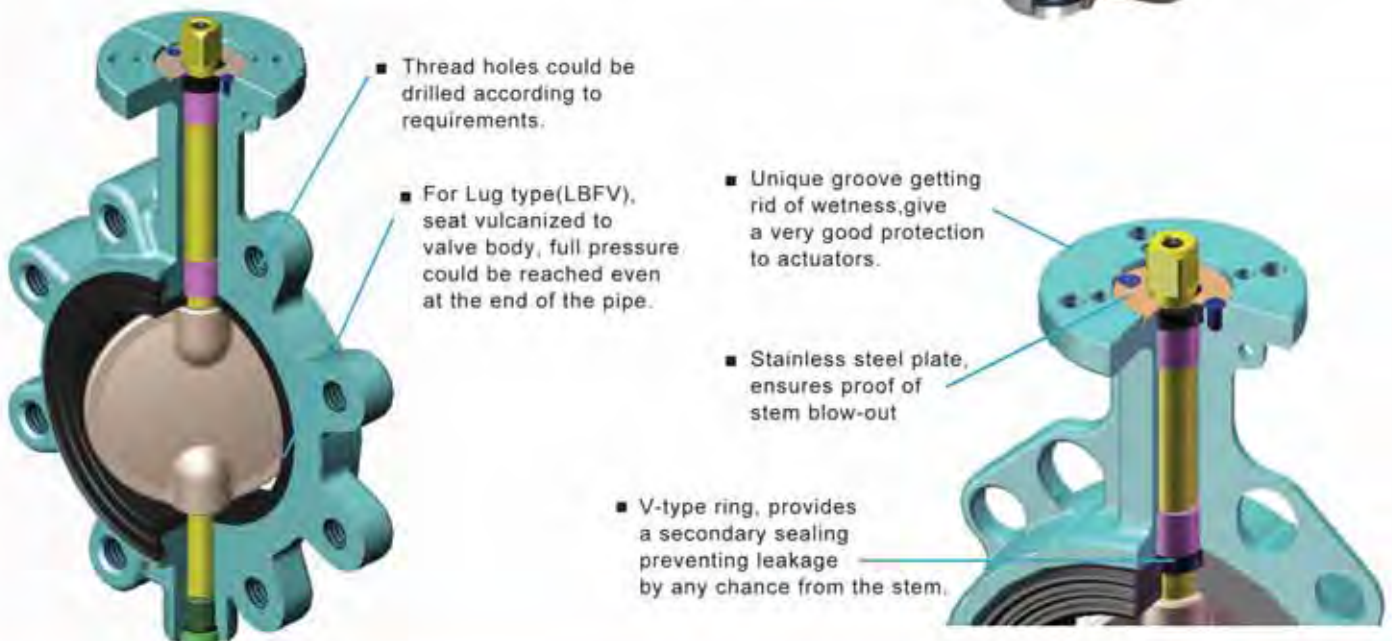 ■ Thread holes could be
drilled according to
requirements.
■ For Lug type(LBFV),
seat vulcanized to
valve body, full pressure
could be reached even
at the end of the pipe.
■ Unique groove getting
rid of wetness,give
a very good protection
to actuators.
■ Stainless steel plate,
ensures proof of
stem blow-out
■ V-type ring, provides
a secondary sealing
preventing leakage
by any chance from the stem.